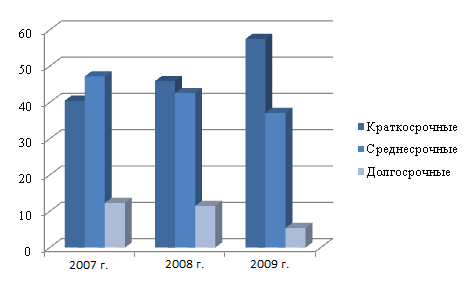 60
50
40
30
20
10
0
2007 г.
2008 г.
2009 г.
Краткосрочные
Среднесрочные
Долгосрочные